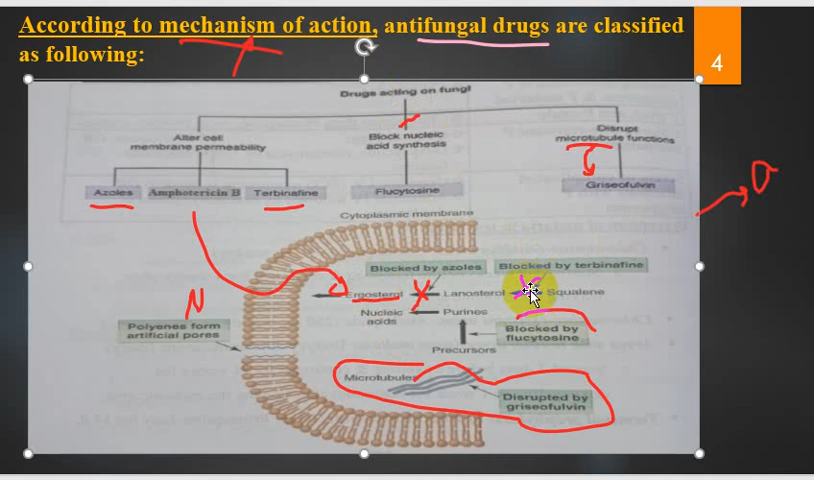 According to mechanism of action, antifungal drugs are classified
as following:
4
Drugs acting on fungi
Alter cell
membrane permeability
Block nucleic
acid synthesis
Disrupt
microtubule functions
Azoles
Amphotericin B
Terbinafine
Flucytosine
Griseofulvin
Cytoplasmic membrane
Blocked by azoles
Blocked by terbinafine
Ergosterol
Lanosterol
Squalene
Nucleic
acids
Purines
Polyenes form
artificial pores
Blocked by
flucytosine
Precursors
Microtubules
Disrupted by
griseofulvin